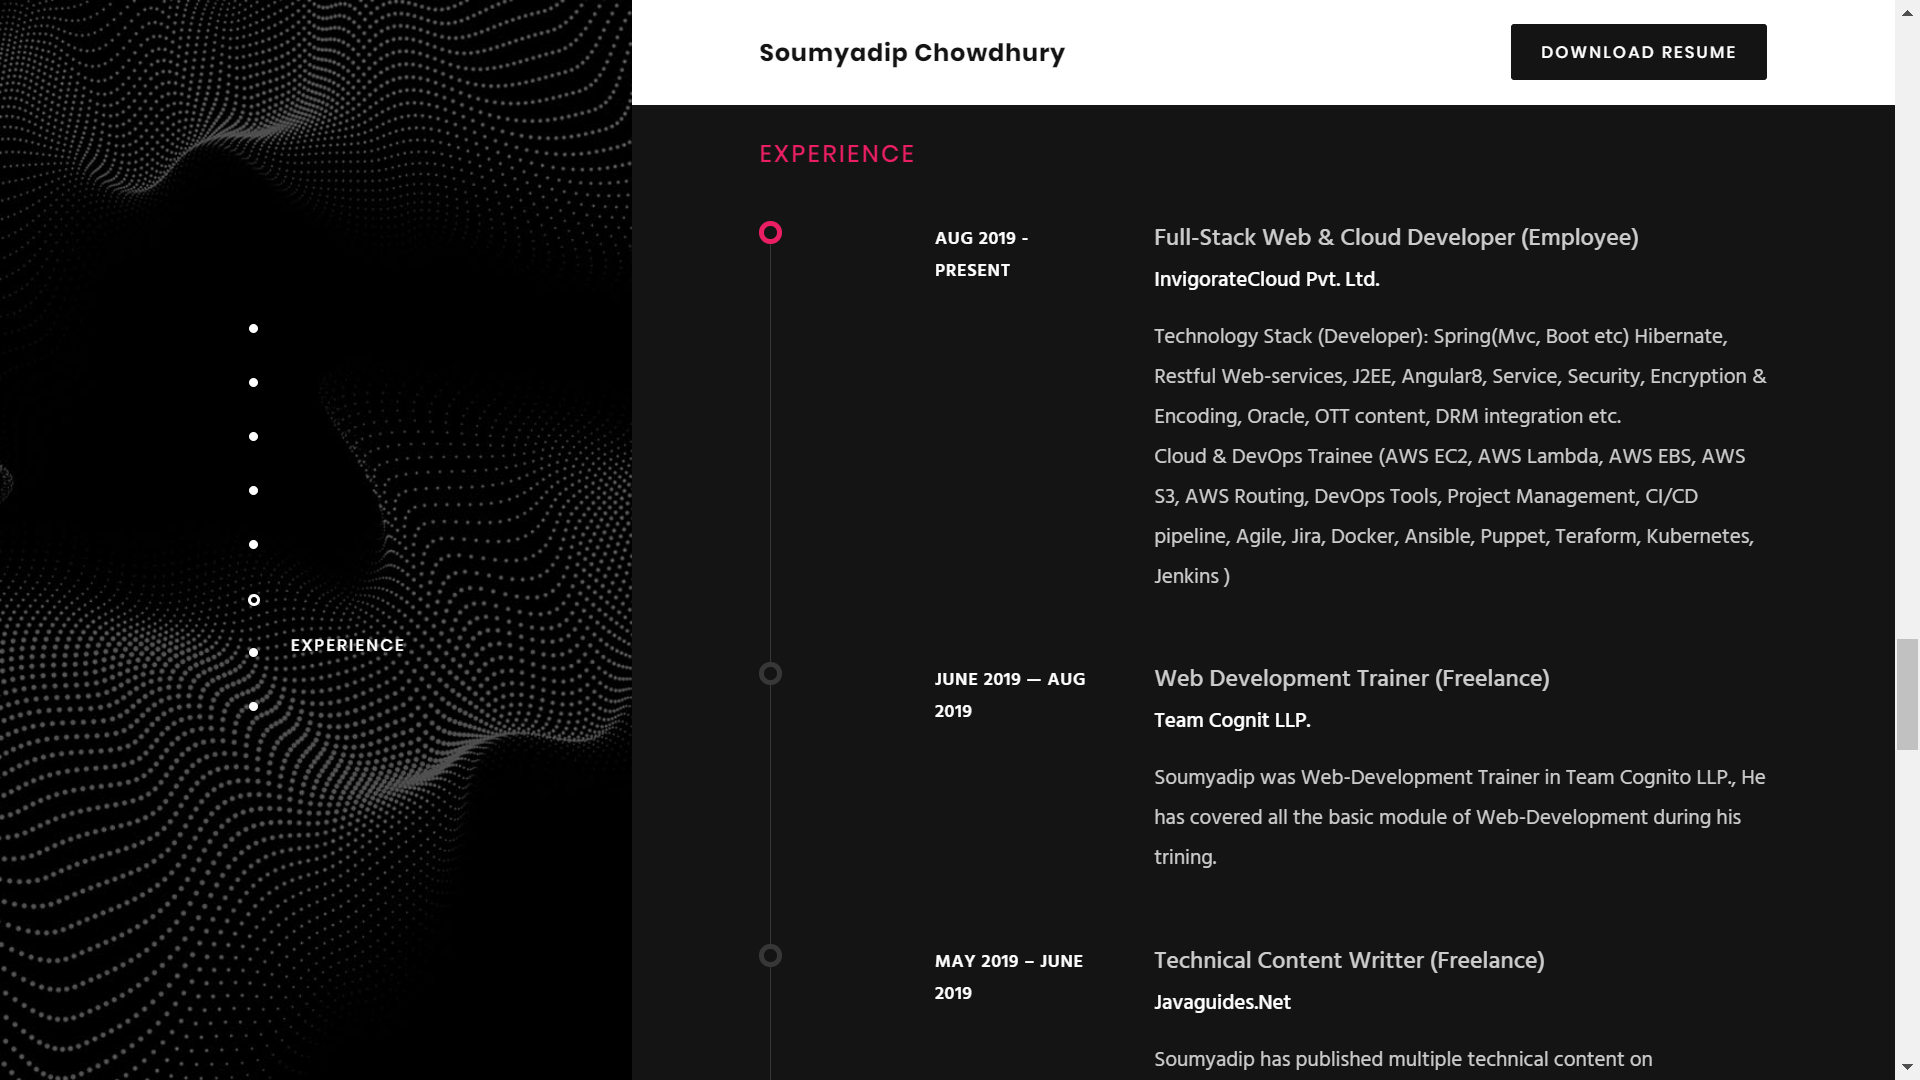 Soumyadip Chowdhury
DOWNLOAD RESUME
EXPERIENCE
EXPERIENCE
AUG 2019 -
PRESENT
Full-Stack Web & Cloud Developer (Employee)
InvigorateCloud Pvt. Ltd.
Technology Stack (Developer): Spring(Mvc, Boot etc) Hibernate,
Restful Web-services, J2EE, Angular8, Service, Security, Encryption &
Encoding, Oracle, OTT content, DRM integration etc.
Cloud & DevOps Trainee (AWS EC2, AWS Lambda, AWS EBS, AWS
S3, AWS Routing, DevOps Tools, Project Management, CI/CD
pipeline, Agile, Jira, Docker, Ansible, Puppet, Teraform, Kubernetes,
Jenkins )
JUNE 2019 — AUG
2019
Web Development Trainer (Freelance)
Team Cognit LLP.
Soumyadip was Web-Development Trainer in Team Cognito LLP., He
has covered all the basic module of Web-Development during his
trining.
MAY 2019 – JUNE
2019
Technical Content Writter (Freelance)
Javaguides.Net
Soumyadip has published multiple technical content on